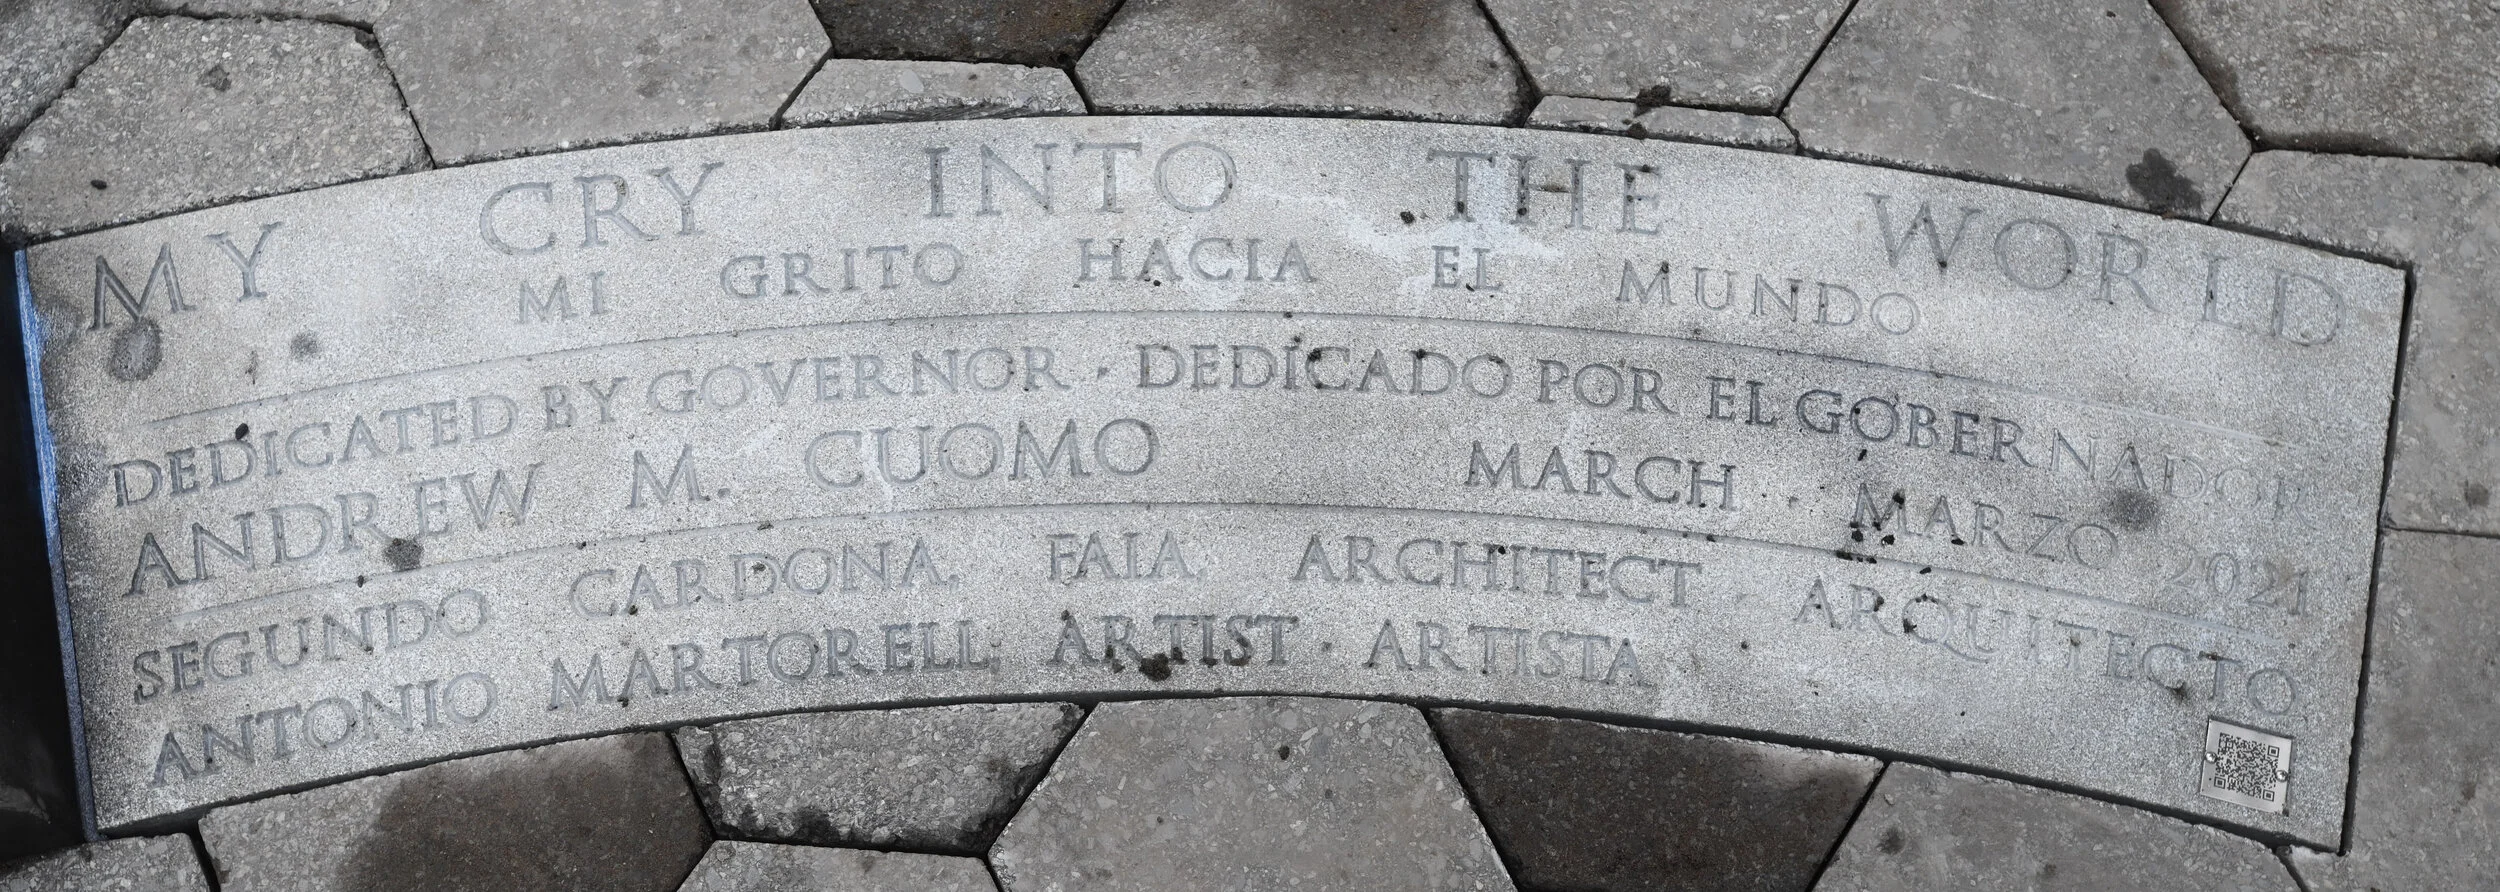 MY CRY INTO THE WORLD
MI GRITO HACIA EL MUNDO
DEDICATED BY GOVERNOR · DEDICADO POR EL GOBERNADOR
ANDREW M. CUOMO MARCH · MARZO 2021
SEGUNDO CARDONA, FAIA, ARCHITECT · ARQUITECTO
ANTONIO MARTORELL, ARTIST · ARTISTA